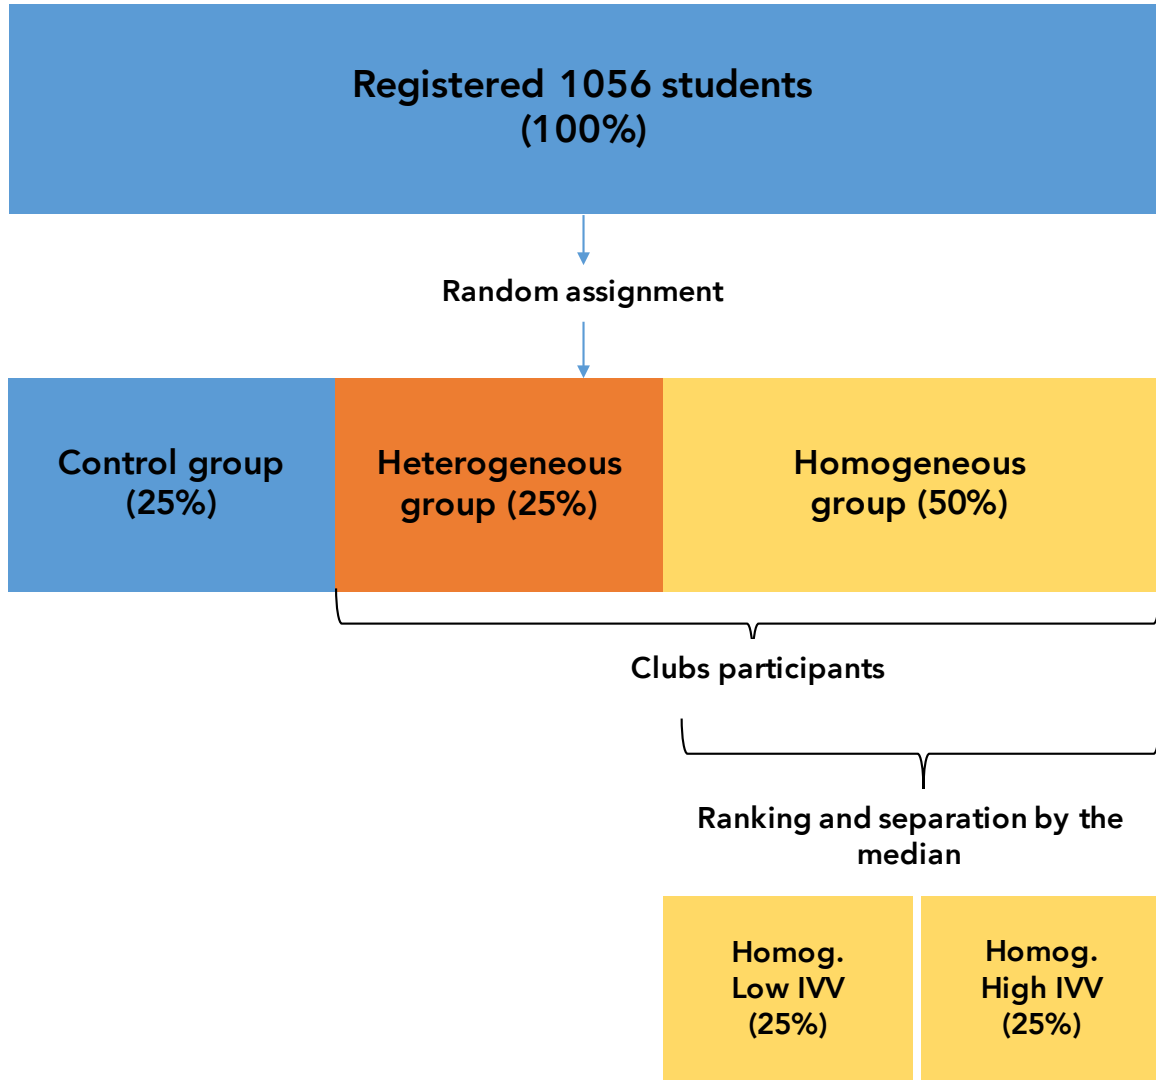 Registered 1056 students
(100%)
Random assignment
Control group
(25%)
Heterogeneous
group (25%)
Homogeneous
group (50%)
Clubs participants
Ranking and separation by the
median
Homog.
Low IVV
(25%)
Homog.
High IVV
(25%)